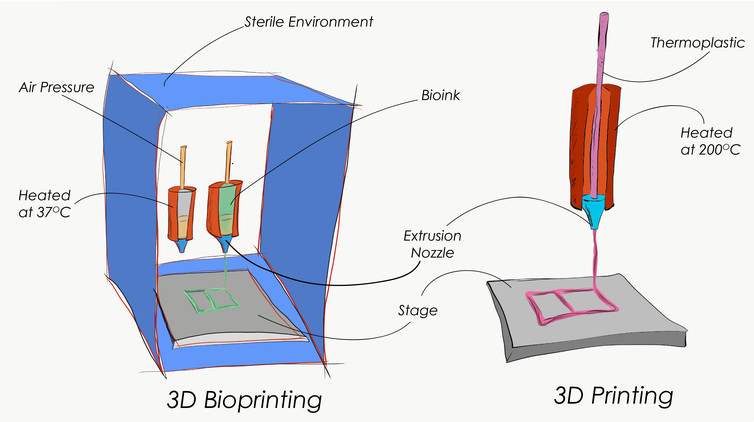 Sterile Environment
Air Pressure
Bioink
Heated
at 37°C
Extrusion
Nozzle
Stage
3D Bioprinting
Thermoplastic
Heated
at 200°C
3D Printing